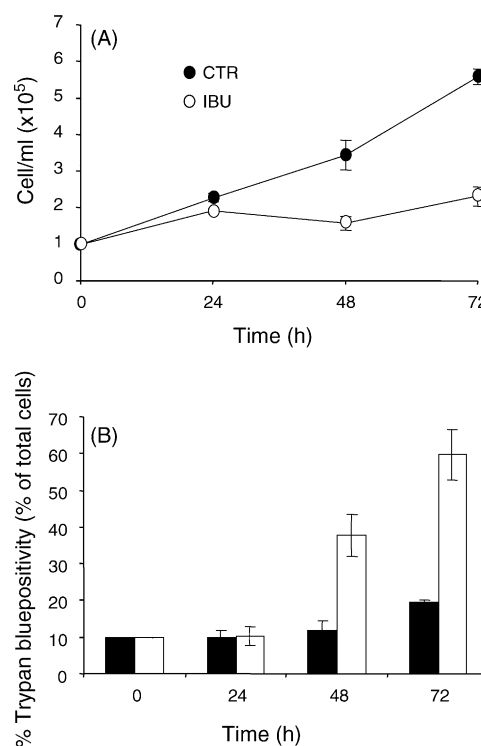 (A)
7
6
5
4
3
2
1
0
Cell/ml (x10⁵)
CTR
IBU
0 24 48 72
Time (h)
(B)
70
60
50
40
30
20
10
0
% Trypan bluepositivity (% of total cells)
0 24 48 72
Time (h)